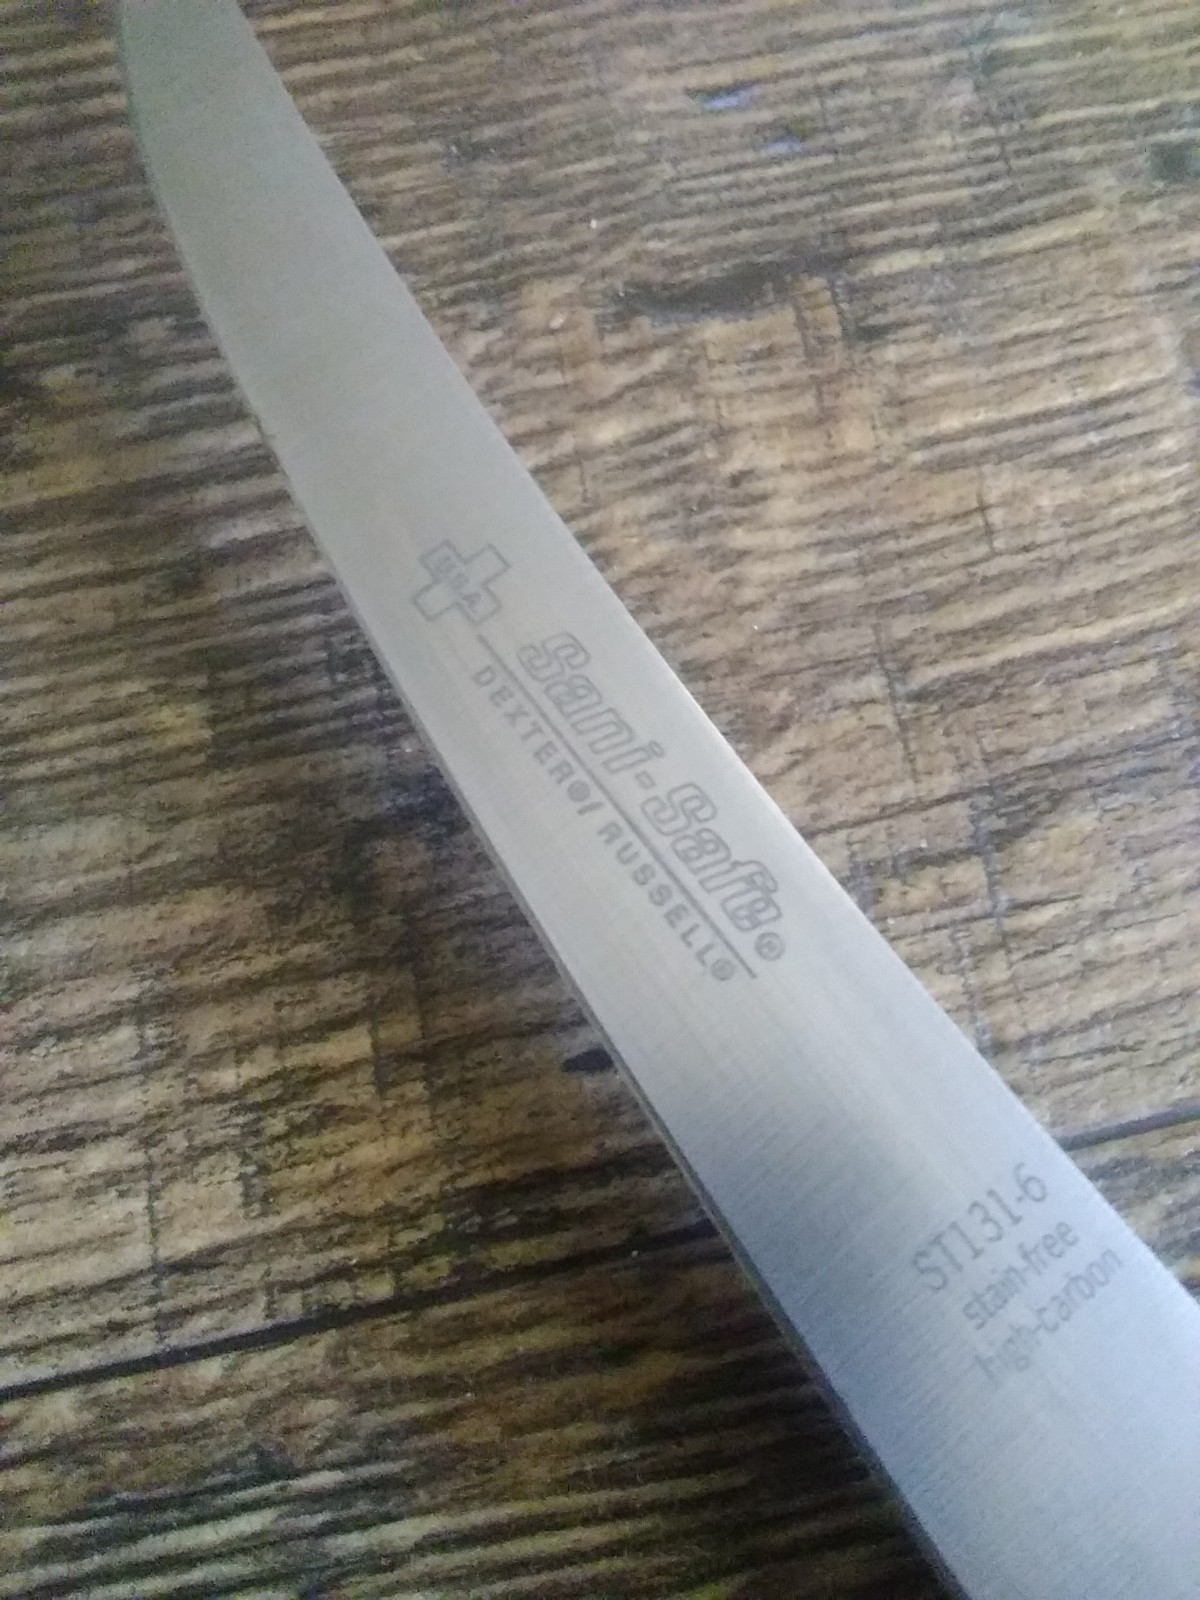 USA
Sani-Safe®
DEXTER®/RUSSELL®
ST131-6
stain-free
high-carbon